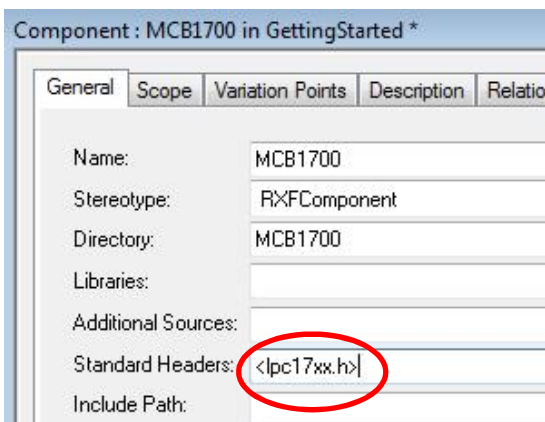 Component : MCB1700 in GettingStarted *
General Scope Variation Points Description Relatio
Name: MCB1700
Stereotype: RXFComponent
Directory: MCB1700
Libraries:
Additional Sources:
Standard Headers: <lpc17xx.h>
Include Path: